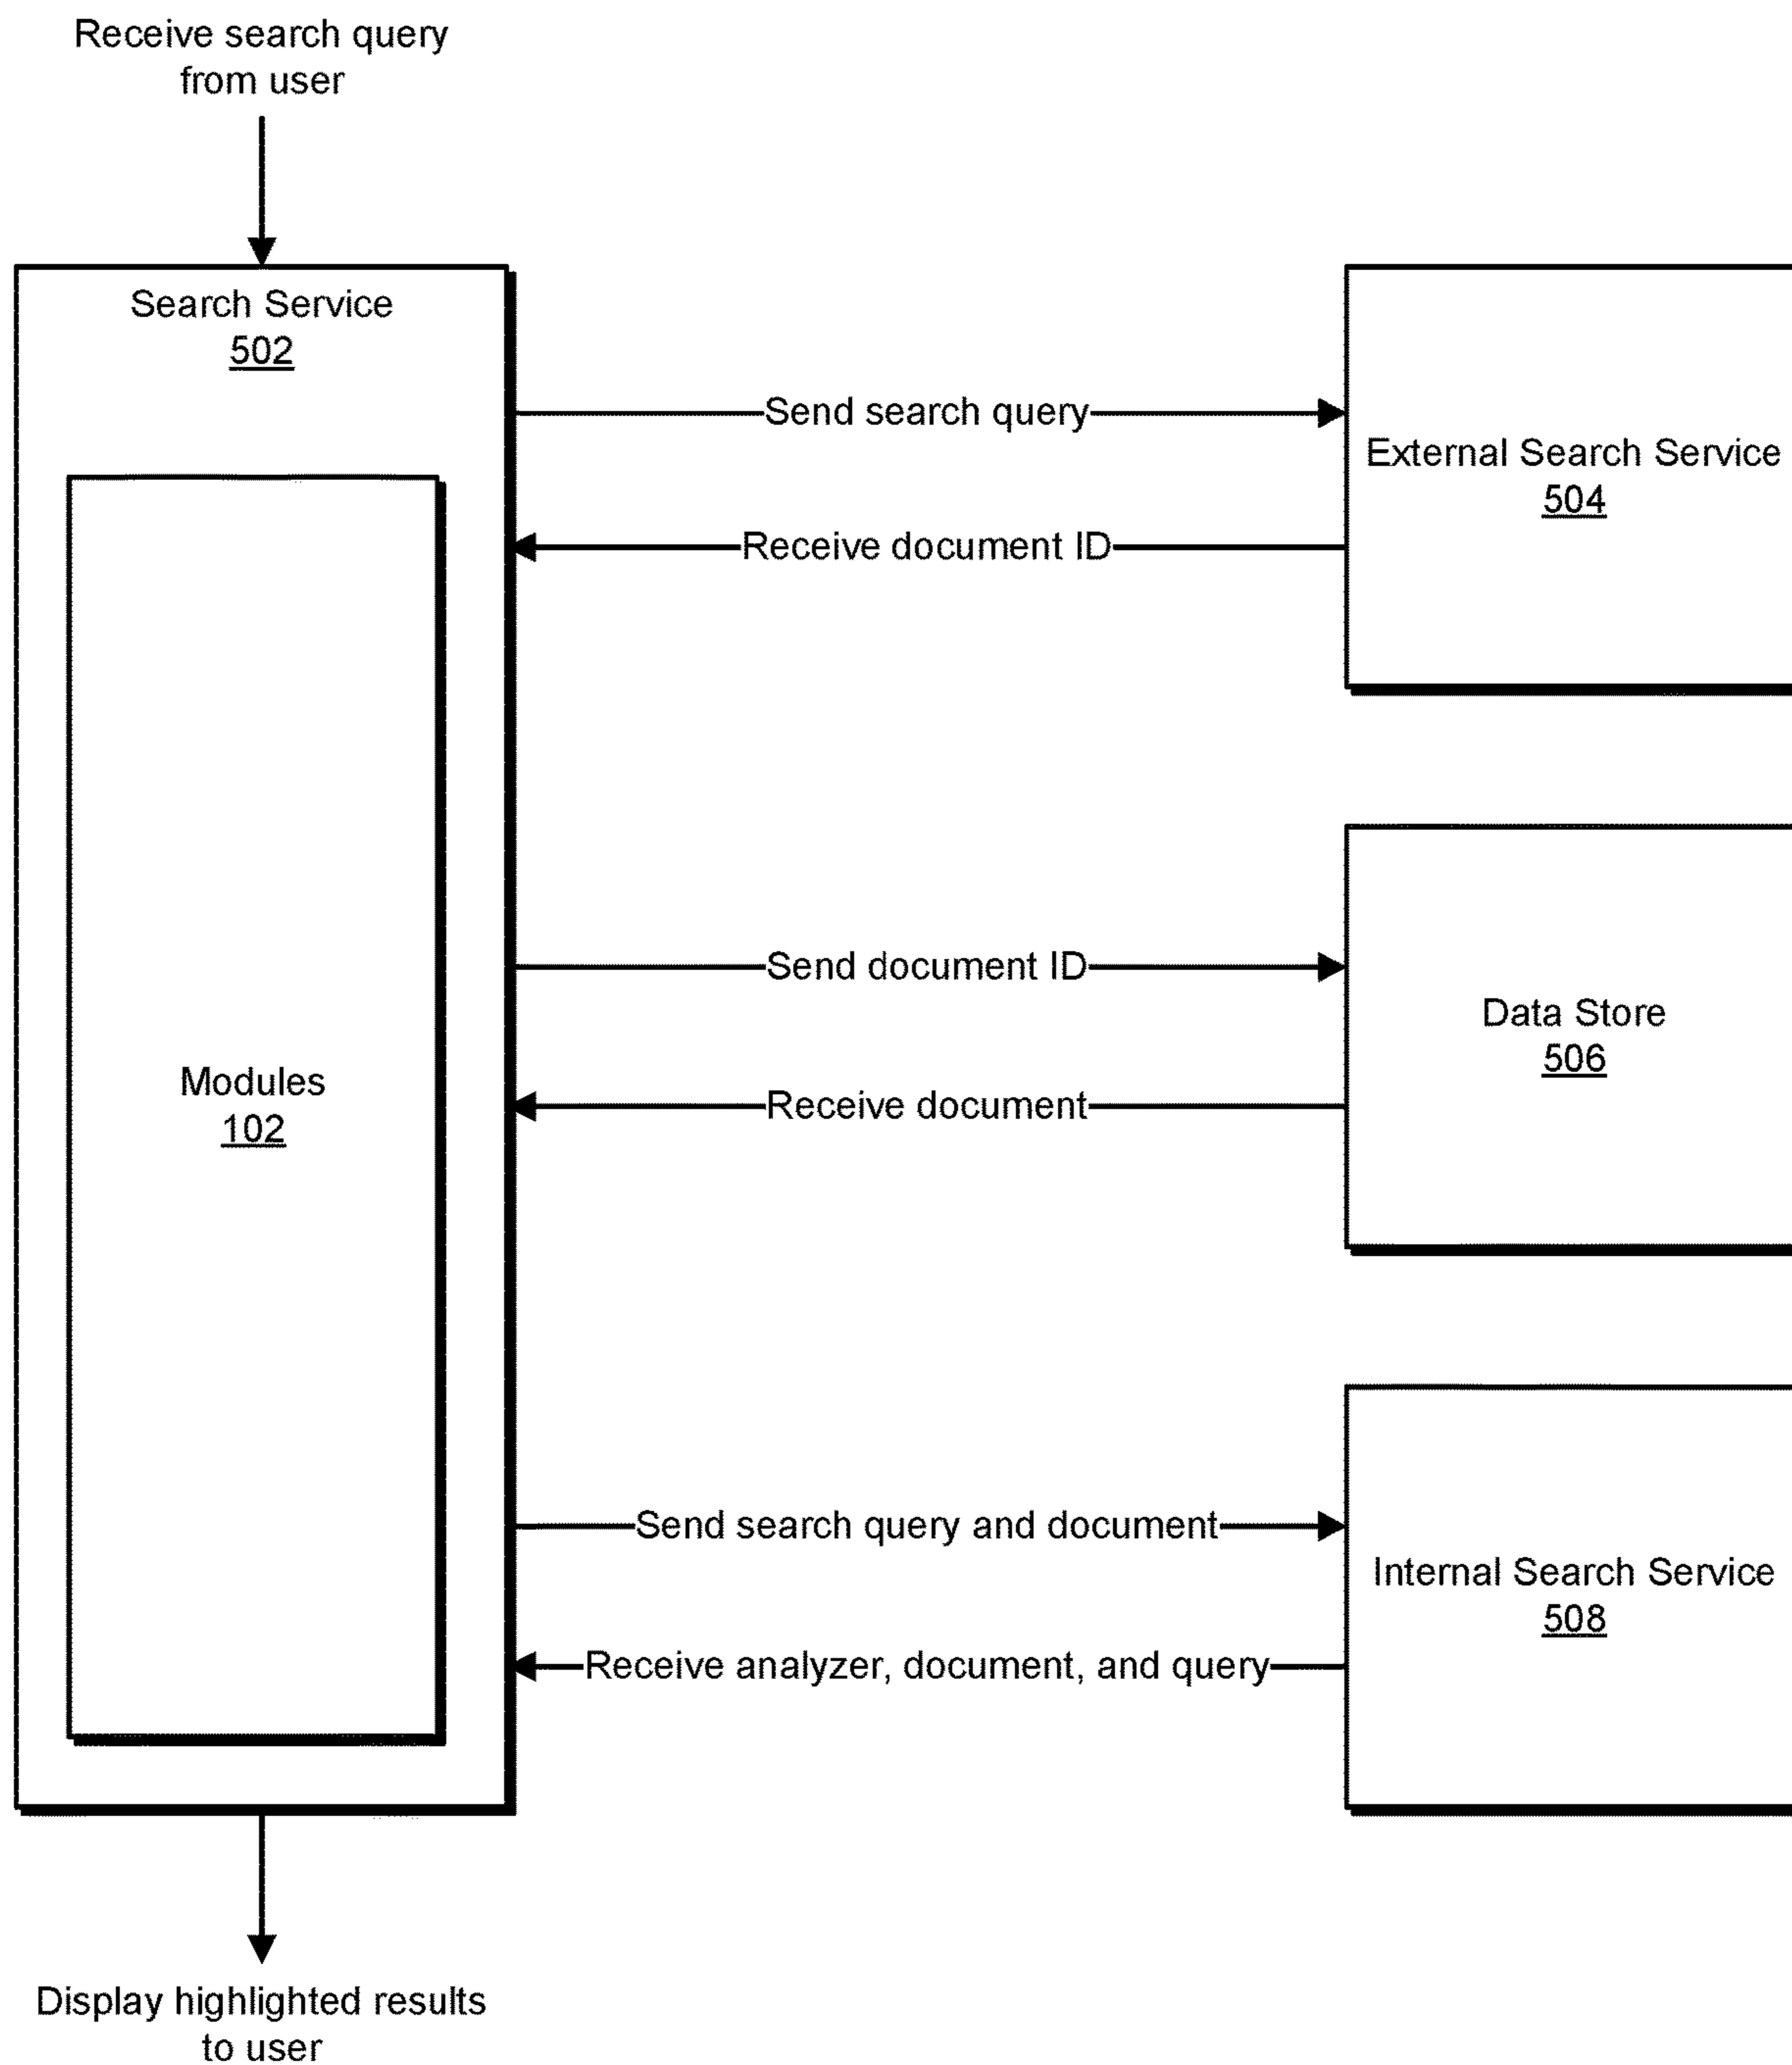 Receive search query
from user
Search Service
502
Send search query
External Search Service
504
Receive document ID
Send document ID
Data Store
506
Modules
102
Receive document
Send search query and document
Internal Search Service
508
Receive analyzer, document, and query
Display highlighted results
to user